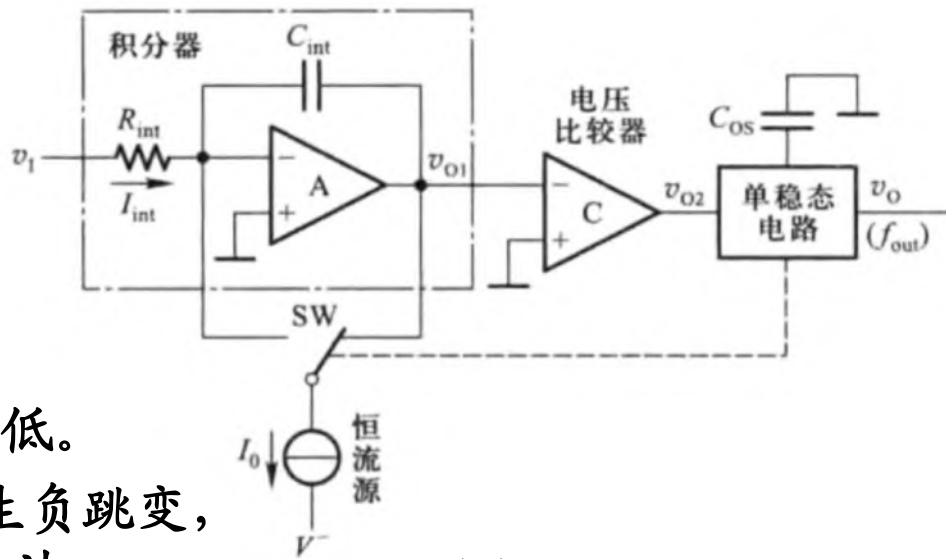 积分器
C_int
R_int
v_I
I_int
A
v_O1
电压
比较器
C
v_O2
C_OS
单稳态
电路
v_O
(f_out)
SW
I_0
恒流源
V^-
低。
生负跳变，